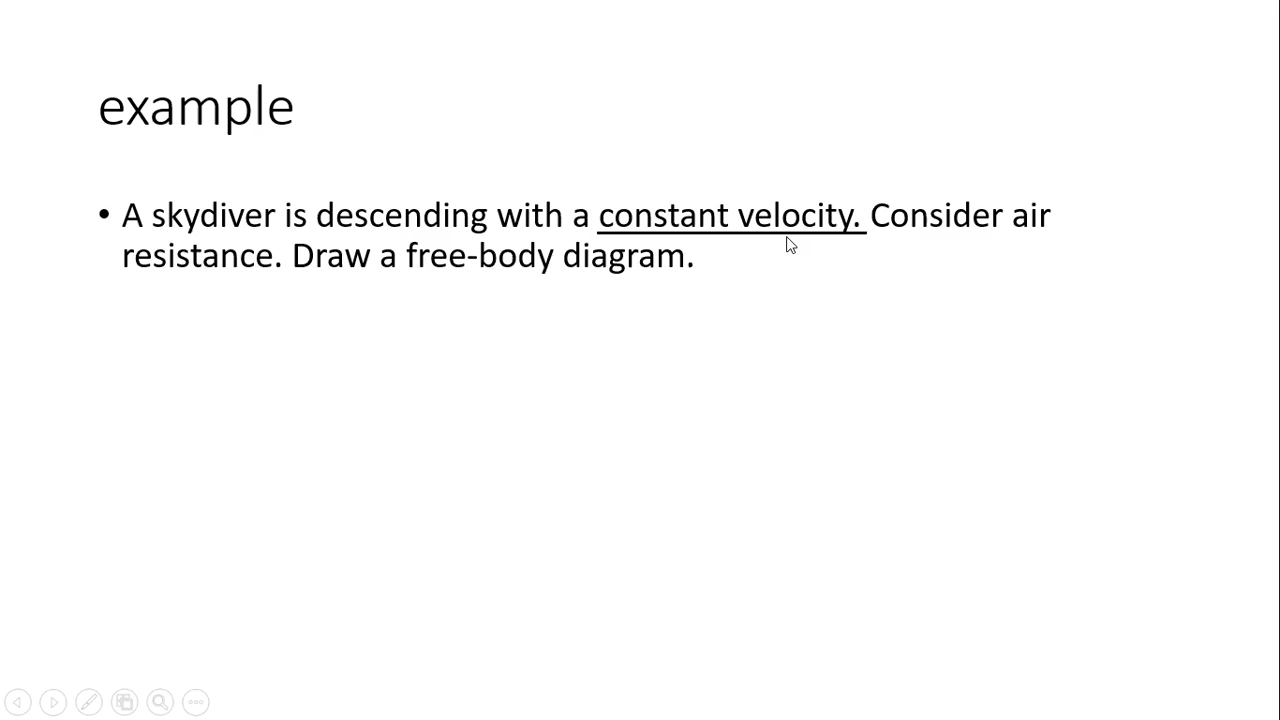 example
• A skydiver is descending with a constant velocity. Consider air
resistance. Draw a free-body diagram.